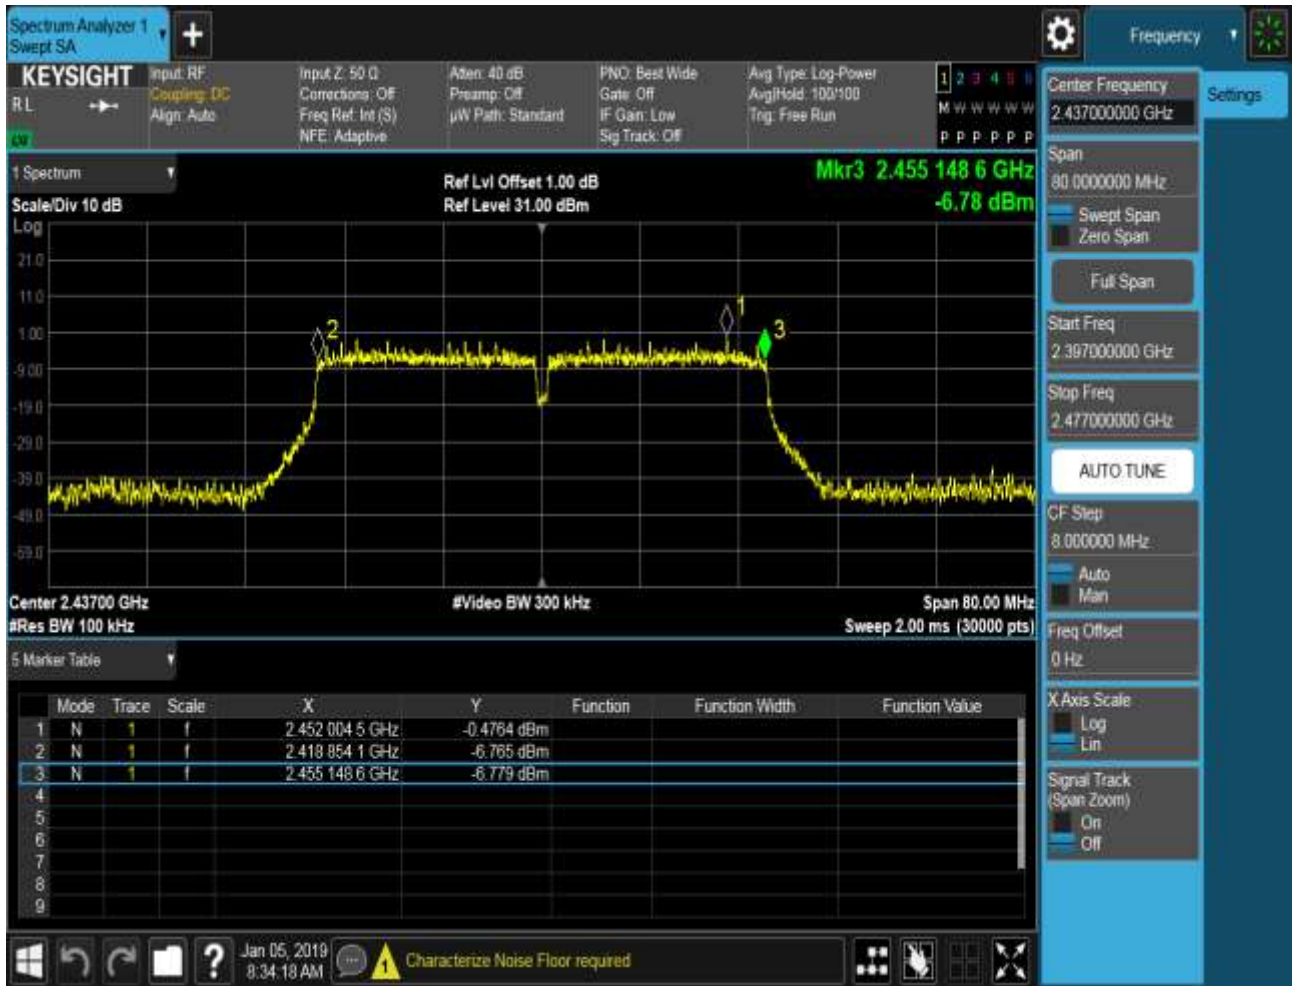 Spectrum Analyzer 1
Swept SA
+
Frequency
KEYSIGHT
RL
Input: RF
Coupling: DC
Align: Auto
Input Z: 50 Ω
Corrections: Off
Freq Ref: Int (S)
NFE: Adaptive
Atten: 40 dB
Preamp: Off
µW Path: Standard
PNO: Best Wide
Gate: Off
IF Gain: Low
Sig Track: Off
Avg Type: Log-Power
Avg|Hold: 100/100
Trig: Free Run
1 2 3 4 5 6
M W W W W W
P P P P P P
1 Spectrum
Scale/Div 10 dB
Ref Lvl Offset 1.00 dB
Ref Level 31.00 dBm
Mkr3 2.455 148 6 GHz
-6.78 dBm
Log
21.0
11.0
1.00
-9.00
-19.0
-29.0
-39.0
-49.0
-59.0
2
1
3
Center 2.43700 GHz
#Res BW 100 kHz
#Video BW 300 kHz
Span 80.00 MHz
Sweep 2.00 ms (30000 pts)
5 Marker Table
Mode Trace Scale X Y Function Function Width Function Value
1 N 1 f 2.452 004 5 GHz -0.4764 dBm
2 N 1 f 2.418 854 1 GHz -6.765 dBm
3 N 1 f 2.455 148 6 GHz -6.779 dBm
4
5
6
7
8
9
Center Frequency
2.437000000 GHz
Settings
Span
80.0000000 MHz
Swept Span
Zero Span
Full Span
Start Freq
2.397000000 GHz
Stop Freq
2.477000000 GHz
AUTO TUNE
CF Step
8.000000 MHz
Auto
Man
Freq Offset
0 Hz
X Axis Scale
Log
Lin
Signal Track
(Span Zoom)
On
Off
?
Jan 05, 2019
8:34:18 AM
1
Characterize Noise Floor required